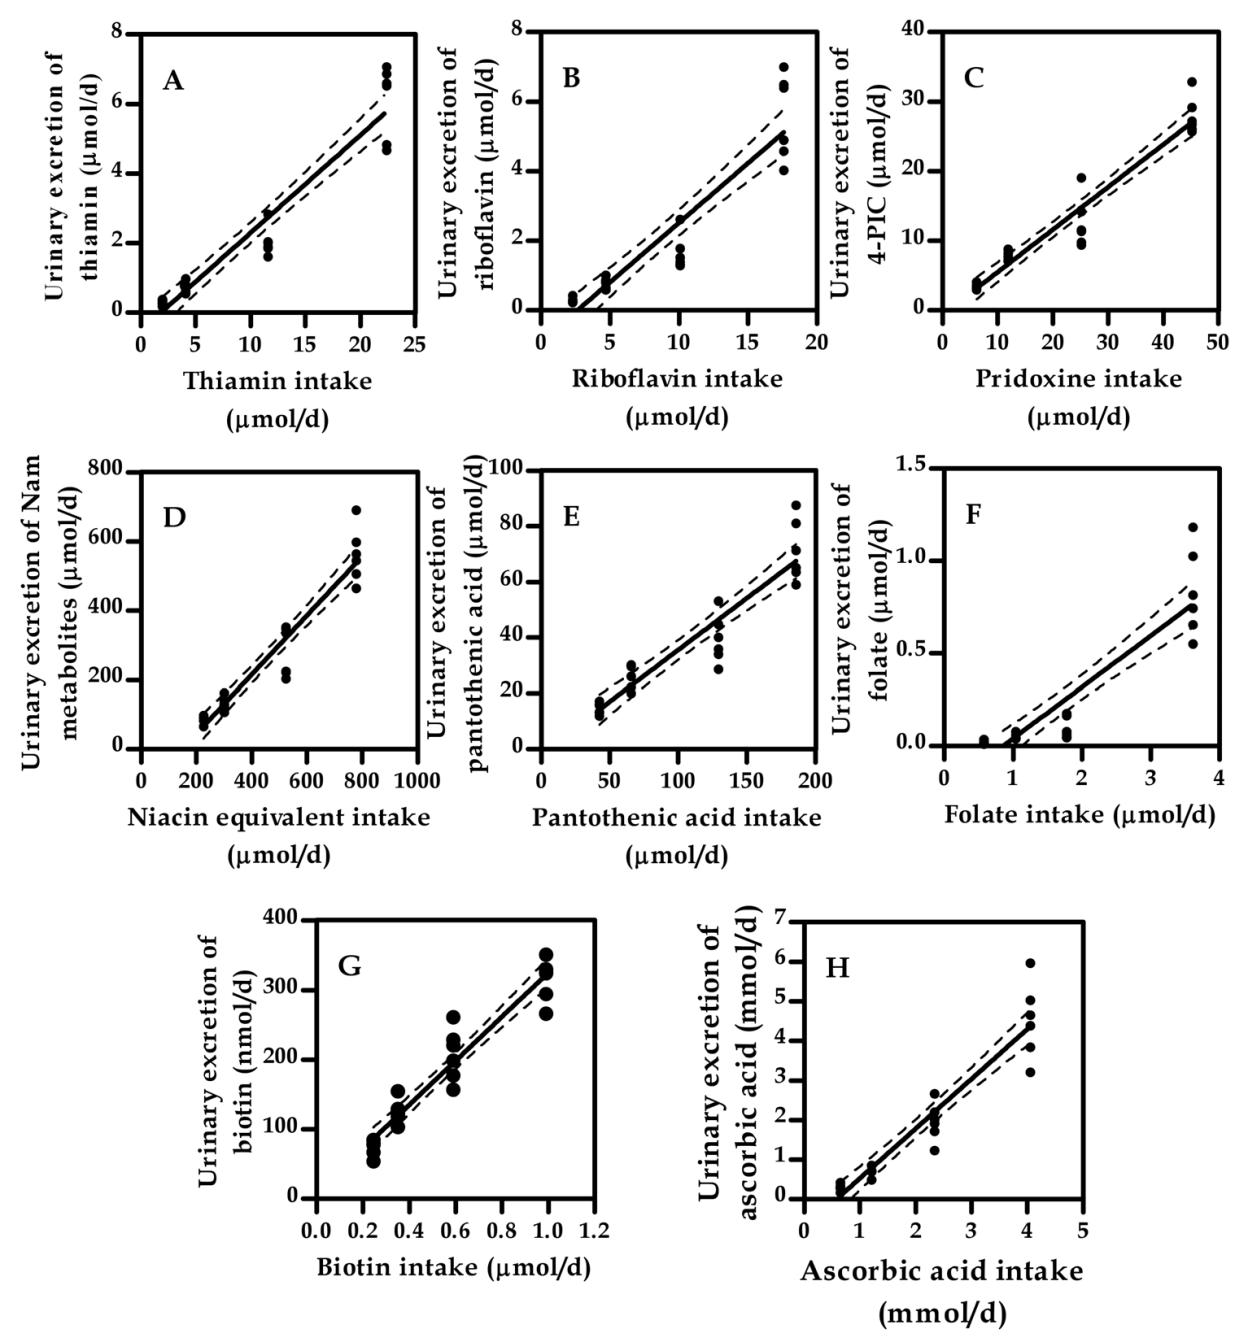 A
Urinary excretion of
thiamin (µmol/d)
8
6
4
2
0
0 5 10 15 20 25
Thiamin intake
(µmol/d)
B
Urinary excretion of
riboflavin (µmol/d)
8
6
4
2
0
0 5 10 15 20
Riboflavin intake
(µmol/d)
C
Urinary excretion of
4-PIC (µmol/d)
40
30
20
10
0
0 10 20 30 40 50
Pridoxine intake
(µmol/d)
D
Urinary excretion of Nam
metabolites (µmol/d)
800
600
400
200
0
0 200 400 600 800 1000
Niacin equivalent intake
(µmol/d)
E
Urinary excretion of
pantothenic acid (µmol/d)
100
80
60
40
20
0
0 50 100 150 200
Pantothenic acid intake
(µmol/d)
F
Urinary excretion of
folate (µmol/d)
1.5
1.0
0.5
0.0
0 1 2 3 4
Folate intake (µmol/d)
G
Urinary excretion of
biotin (nmol/d)
400
300
200
100
0
0.0 0.2 0.4 0.6 0.8 1.0 1.2
Biotin intake (µmol/d)
H
Urinary excretion of
ascorbic acid (mmol/d)
7
6
5
4
3
2
1
0
0 1 2 3 4 5
Ascorbic acid intake
(mmol/d)